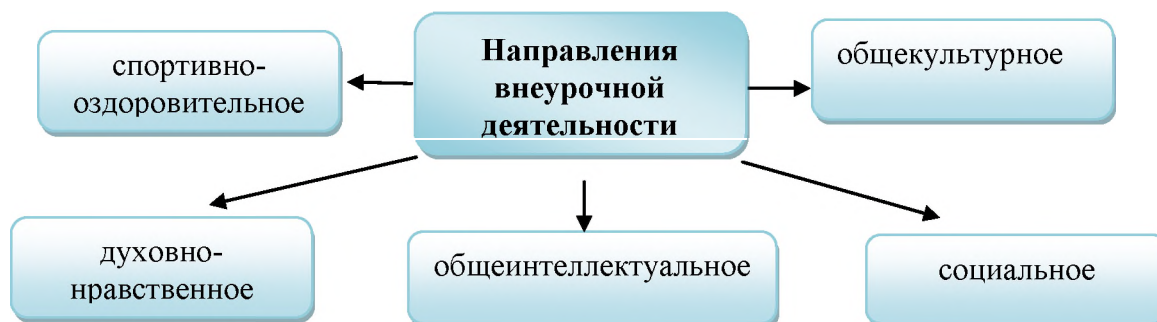 Направления
внеурочной
деятельности
спортивно-
оздоровительное
общекультурное
духовно-
нравственное
общеинтеллектуальное
социальное